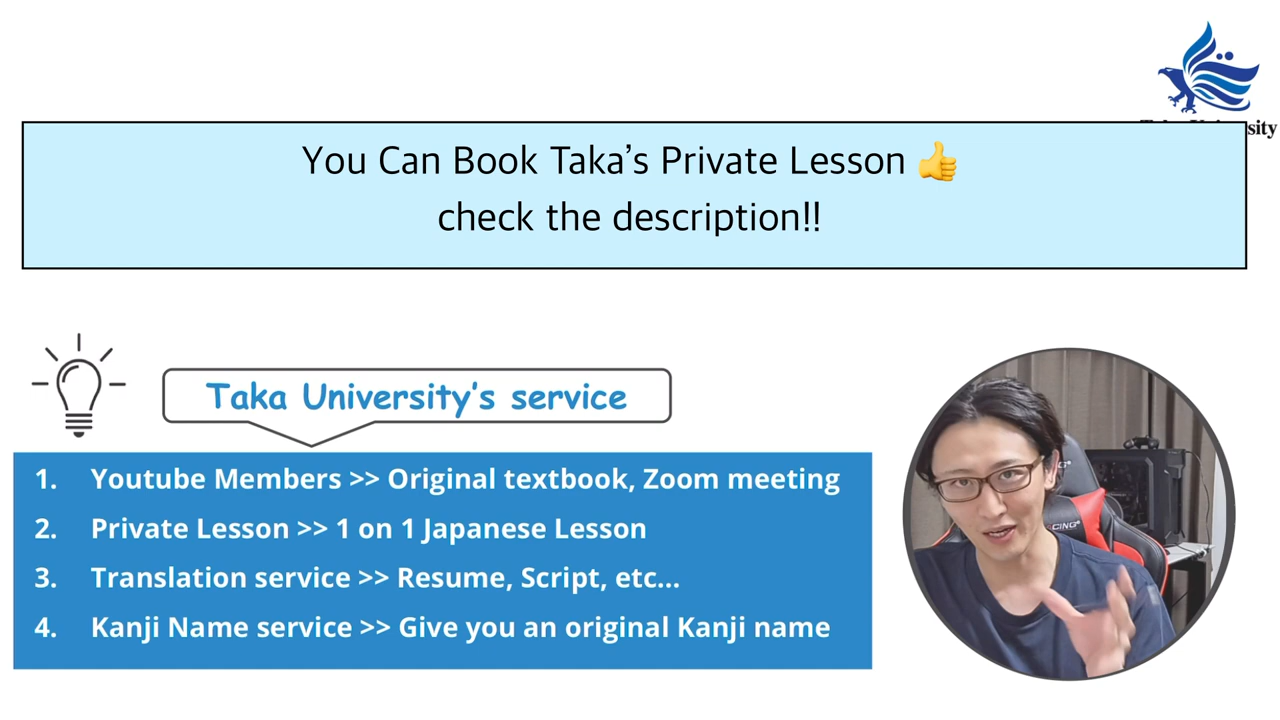 sity
You Can Book Taka’s Private Lesson 👍
check the description!!
Taka University’s service
1. Youtube Members >> Original textbook, Zoom meeting
2. Private Lesson >> 1 on 1 Japanese Lesson
3. Translation service >> Resume, Script, etc...
4. Kanji Name service >> Give you an original Kanji name
CING